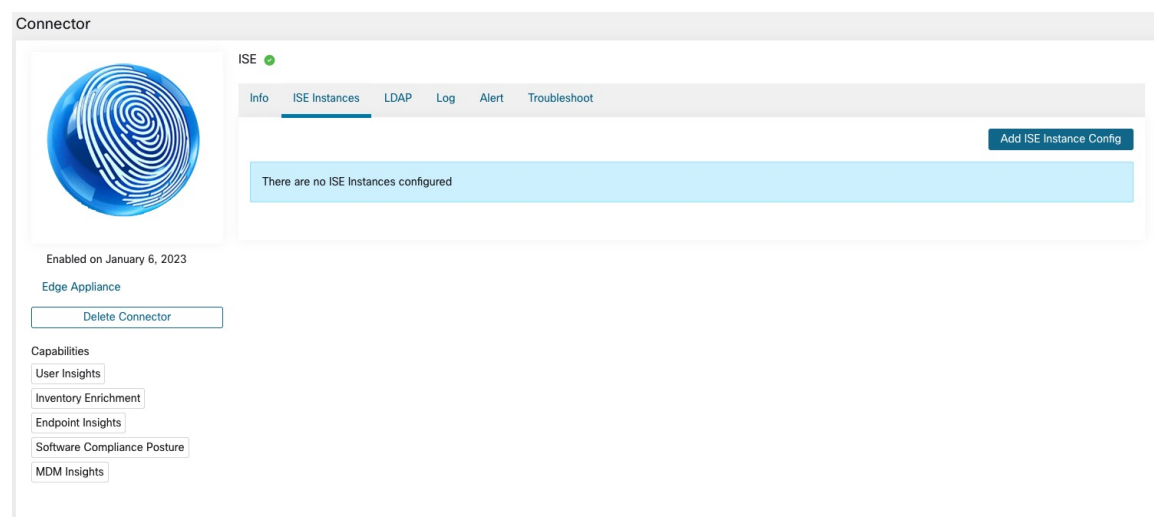 Connector
ISE
Info ISE Instances LDAP Log Alert Troubleshoot
Add ISE Instance Config
There are no ISE Instances configured
Enabled on January 6, 2023
Edge Appliance
Delete Connector
Capabilities
User Insights
Inventory Enrichment
Endpoint Insights
Software Compliance Posture
MDM Insights